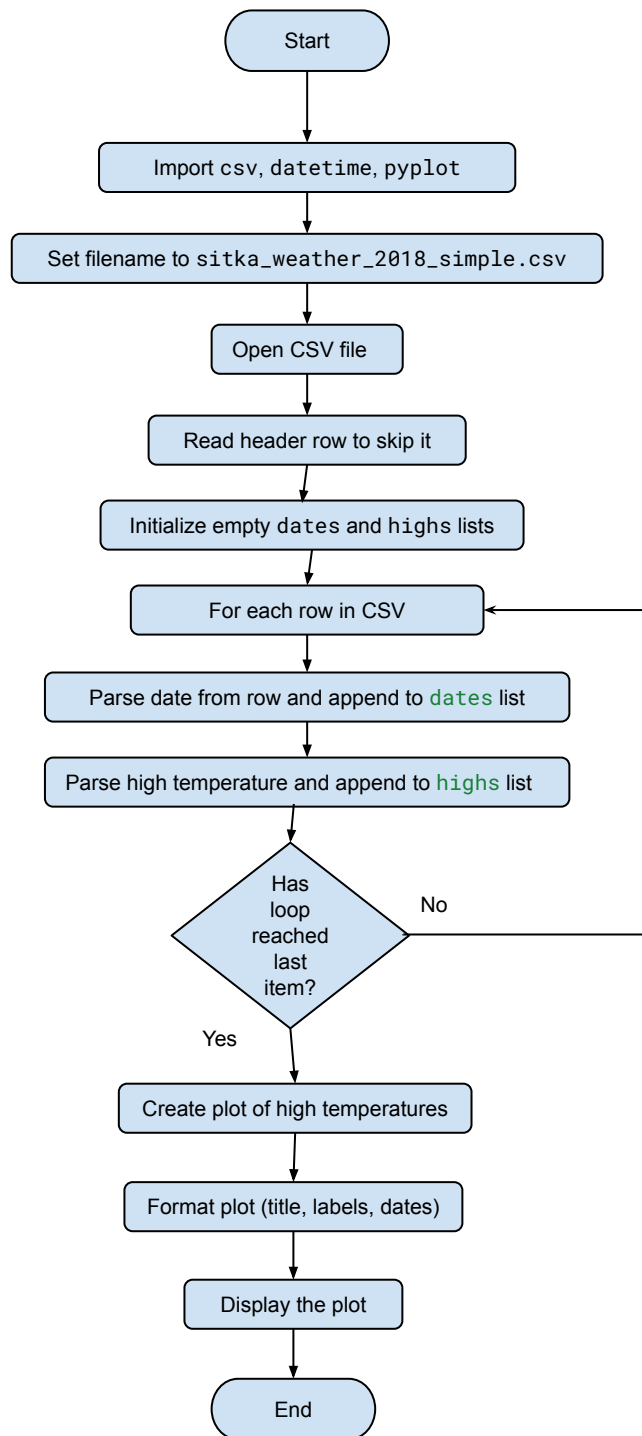 Start
Import csv, datetime, pyplot
Set filename to sitka_weather_2018_simple.csv
Open CSV file
Read header row to skip it
Initialize empty dates and highs lists
For each row in CSV
Parse date from row and append to dates list
Parse high temperature and append to highs list
Has
loop
reached
last
item?
No
Yes
Create plot of high temperatures
Format plot (title, labels, dates)
Display the plot
End